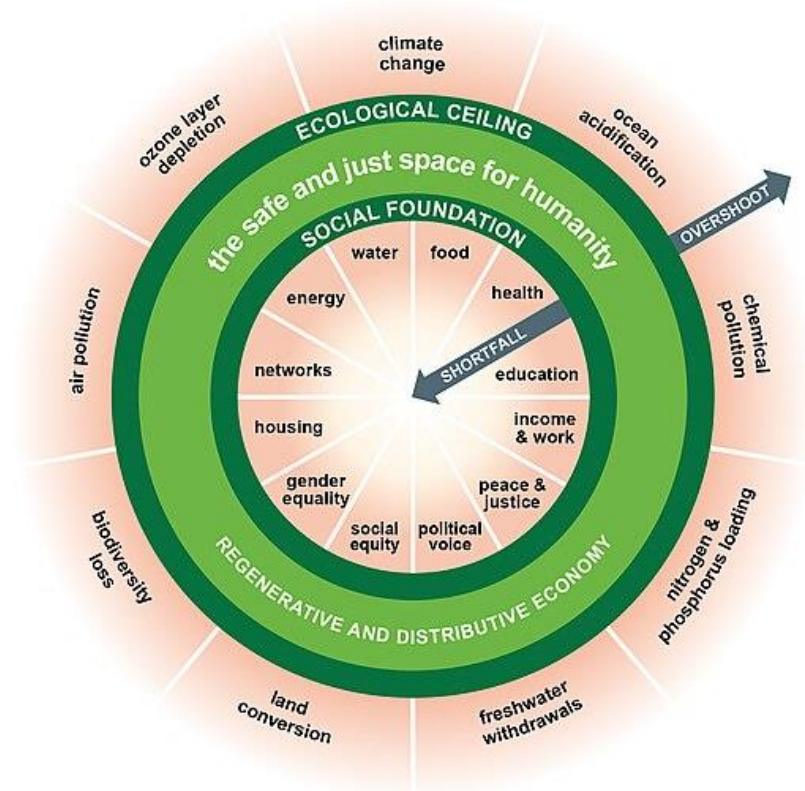 climate
change
ozone layer
depletion
ocean
acidification
ECOLOGICAL CEILING
the safe and just space for humanity
OVERSHOOT
SOCIAL FOUNDATION
water
food
energy
health
air pollution
chemical
pollution
SHORTFALL
networks
education
housing
income
& work
gender
equality
peace &
justice
social
equity
political
voice
biodiversity
loss
nitrogen &
phosphorus loading
REGENERATIVE AND DISTRIBUTIVE ECONOMY
land
conversion
freshwater
withdrawals